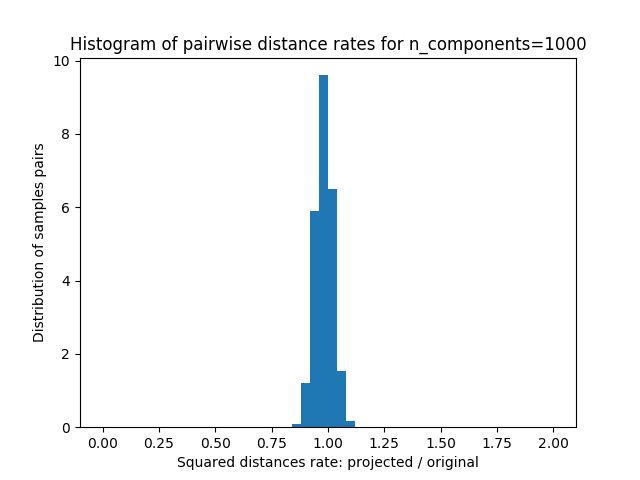 Histogram of pairwise distance rates for n_components=1000
Distribution of samples pairs
10
8
6
4
2
0
0.00 0.25 0.50 0.75 1.00 1.25 1.50 1.75 2.00
Squared distances rate: projected / original